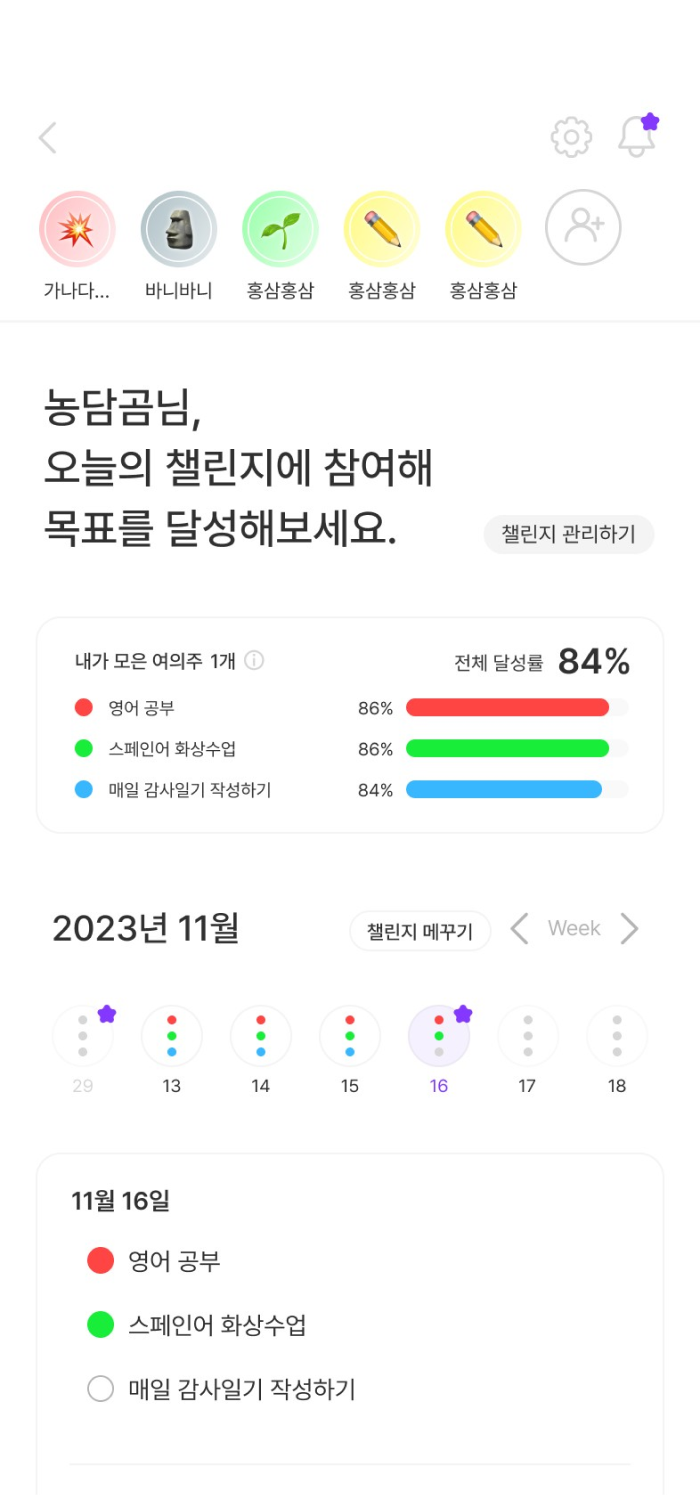 가나다...
바니바니
홍삼홍삼
홍삼홍삼
홍삼홍삼
농담곰님,
오늘의 챌린지에 참여해
목표를 달성해보세요.
챌린지 관리하기
내가 모은 여의주 1개
전체 달성률 84%
영어 공부 86%
스페인어 화상수업 86%
매일 감사일기 작성하기 84%
2023년 11월
챌린지 메꾸기
Week
29 13 14 15 16 17 18
11월 16일
영어 공부
스페인어 화상수업
매일 감사일기 작성하기